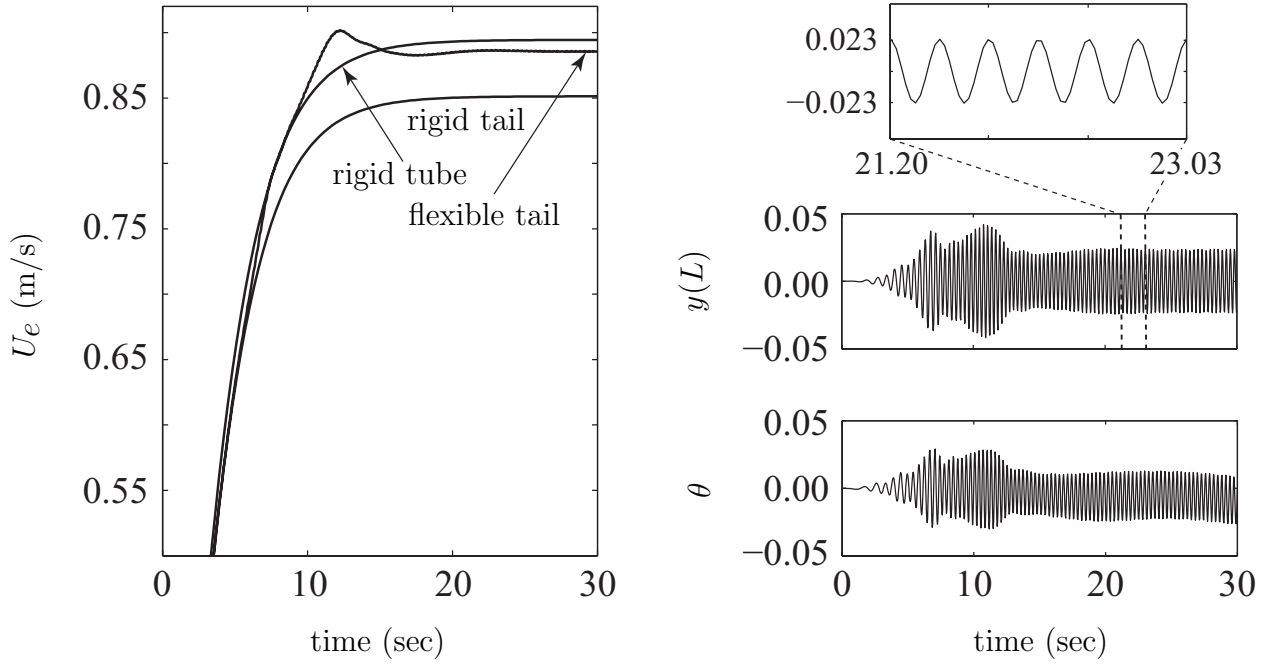 0.85
0.75
0.65
0.55
U_e (m/s)
rigid tail
rigid tube
flexible tail
0 10 20 30
time (sec)
0.023
−0.023
21.20 23.03
0.05
0.00
−0.05
y(L)
0.05
0.00
−0.05
θ
0 10 20 30
time (sec)